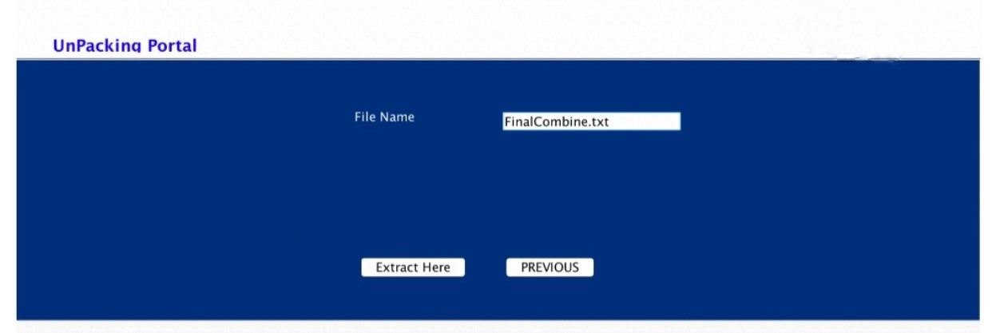 UnPacking Portal
File Name
FinalCombine.txt
Extract Here
PREVIOUS